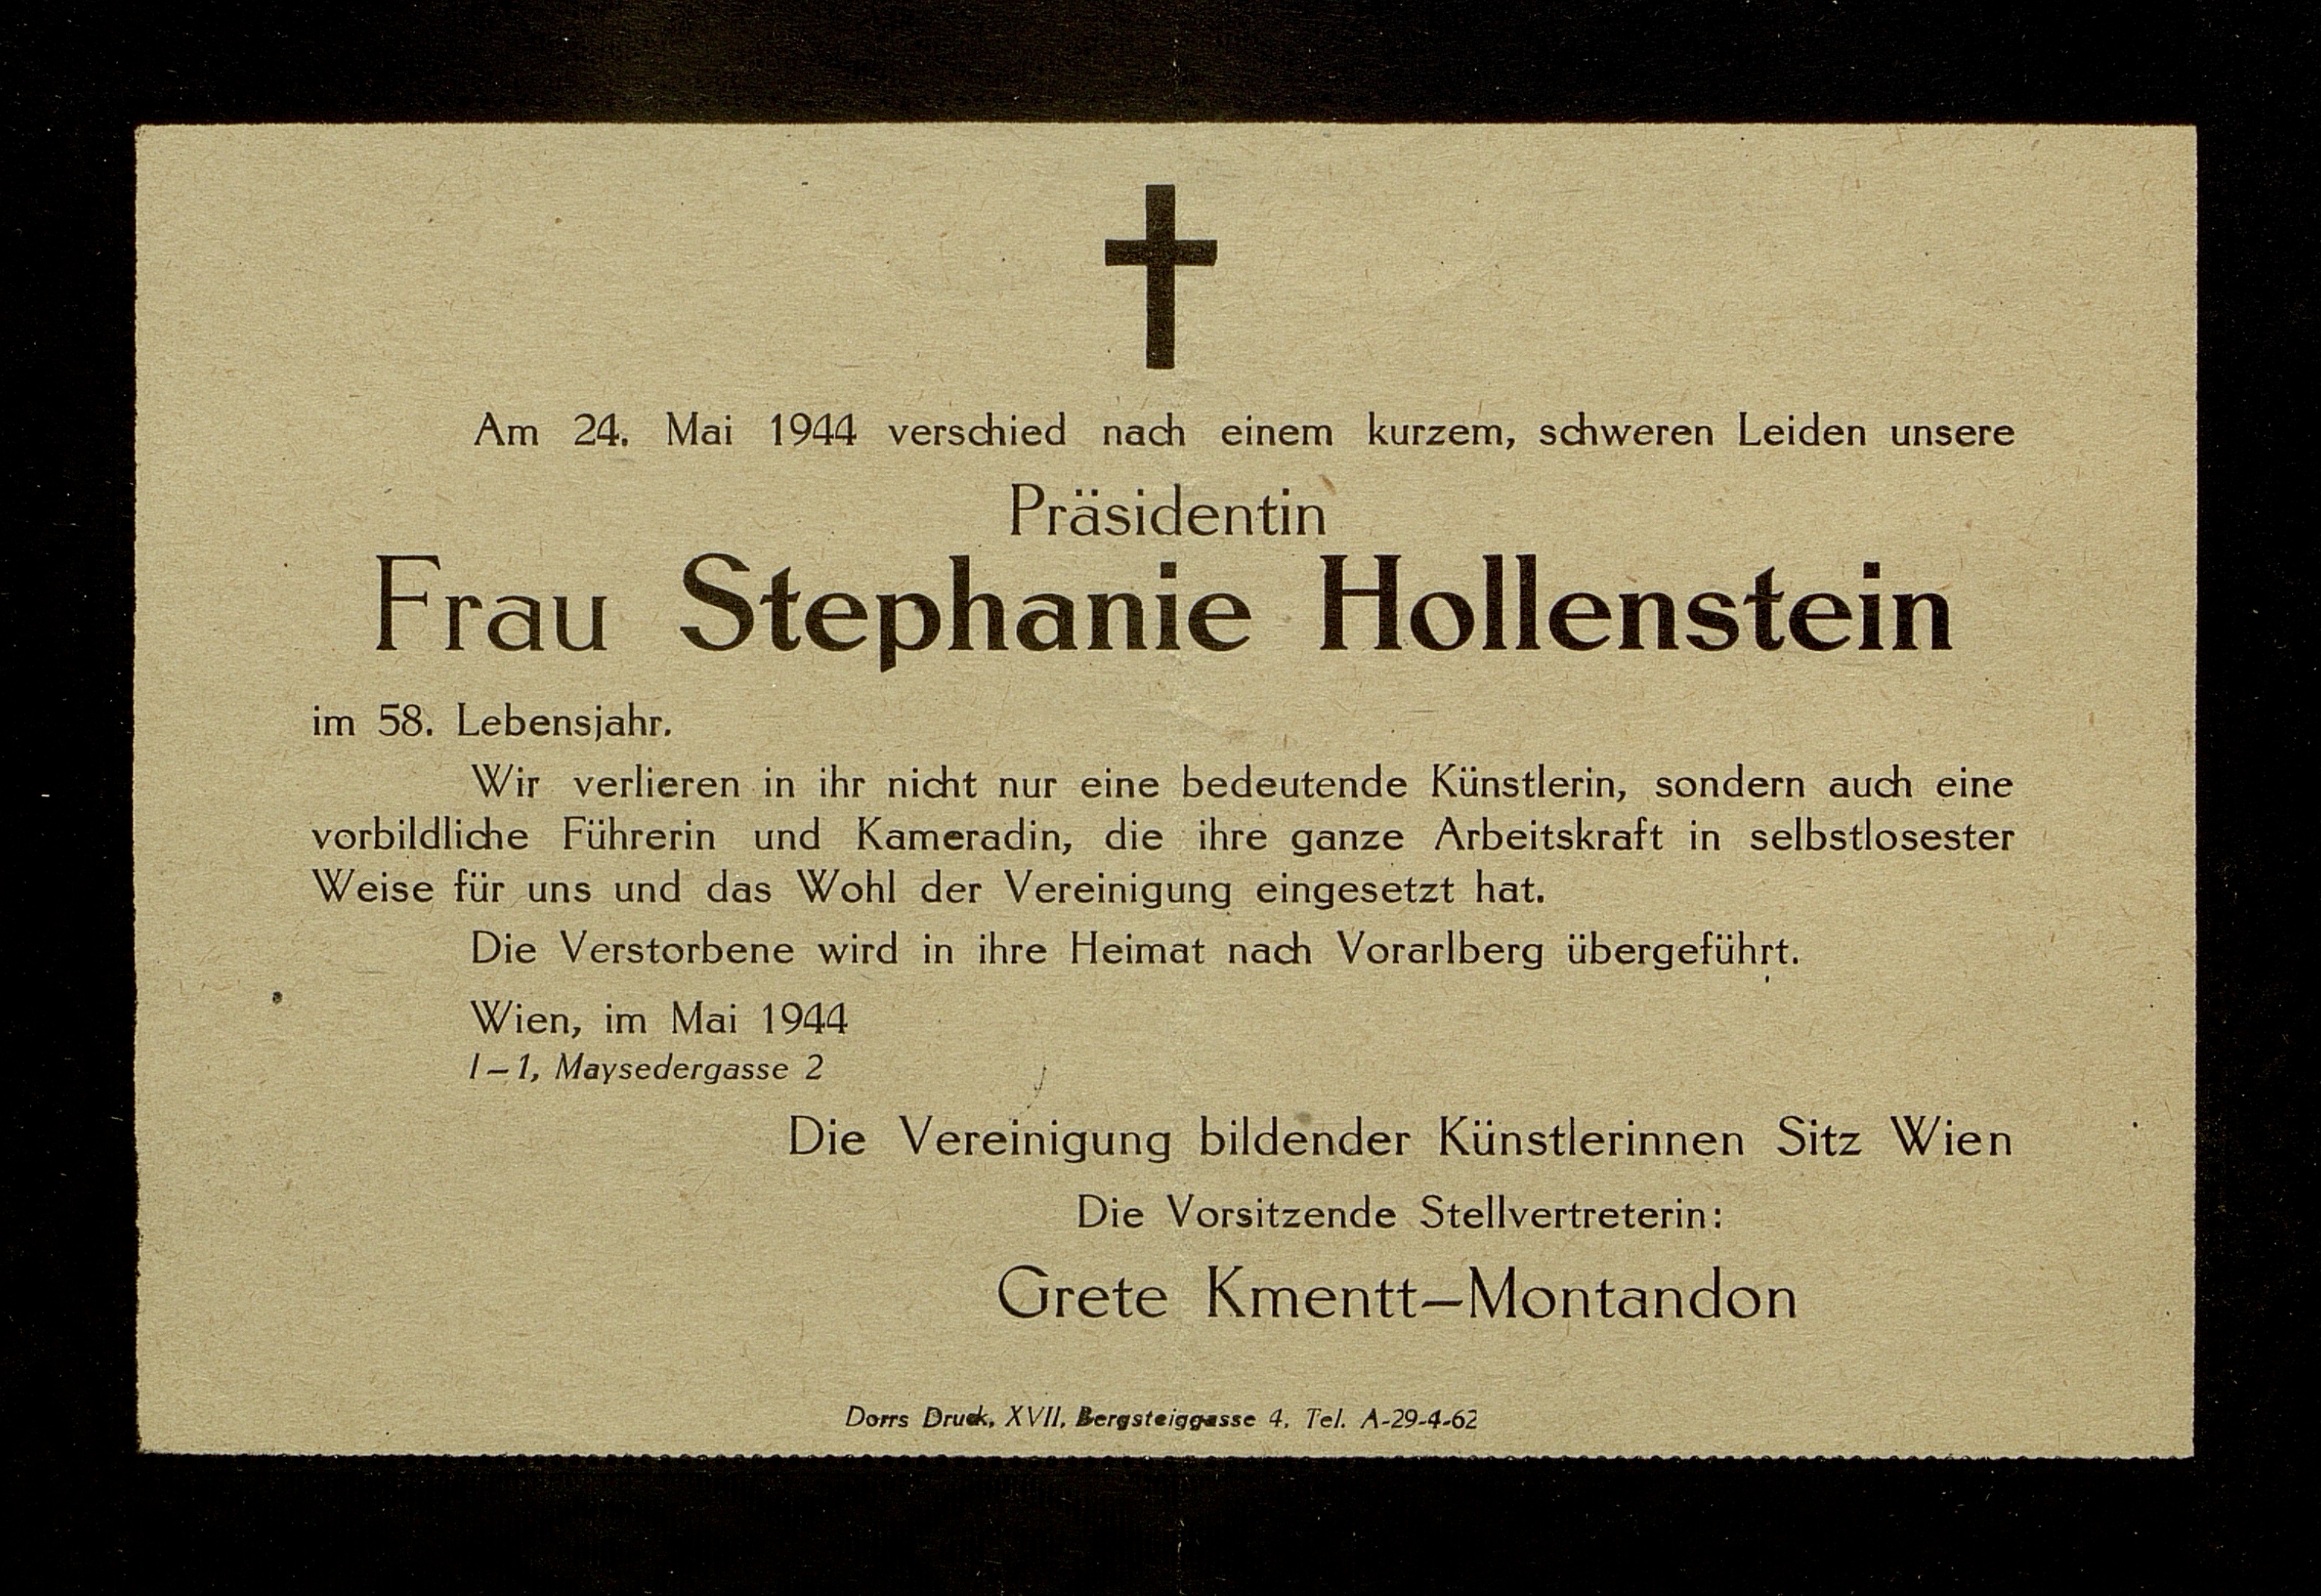 Am 24. Mai 1944 verschied nach einem kurzem, schweren Leiden unsere
Präsidentin
Frau Stephanie Hollenstein
im 58. Lebensjahr.
Wir verlieren in ihr nicht nur eine bedeutende Künstlerin, sondern auch eine
vorbildliche Führerin und Kameradin, die ihre ganze Arbeitskraft in selbstlosester
Weise für uns und das Wohl der Vereinigung eingesetzt hat.
Die Verstorbene wird in ihre Heimat nach Vorarlberg übergeführt.
Wien, im Mai 1944
I–1, Maysedergasse 2
Die Vereinigung bildender Künstlerinnen Sitz Wien
Die Vorsitzende Stellvertreterin:
Grete Kmentt–Montandon
Dorrs Druck, XVII. Bergsteiggasse 4. Tel. A-29-4-62